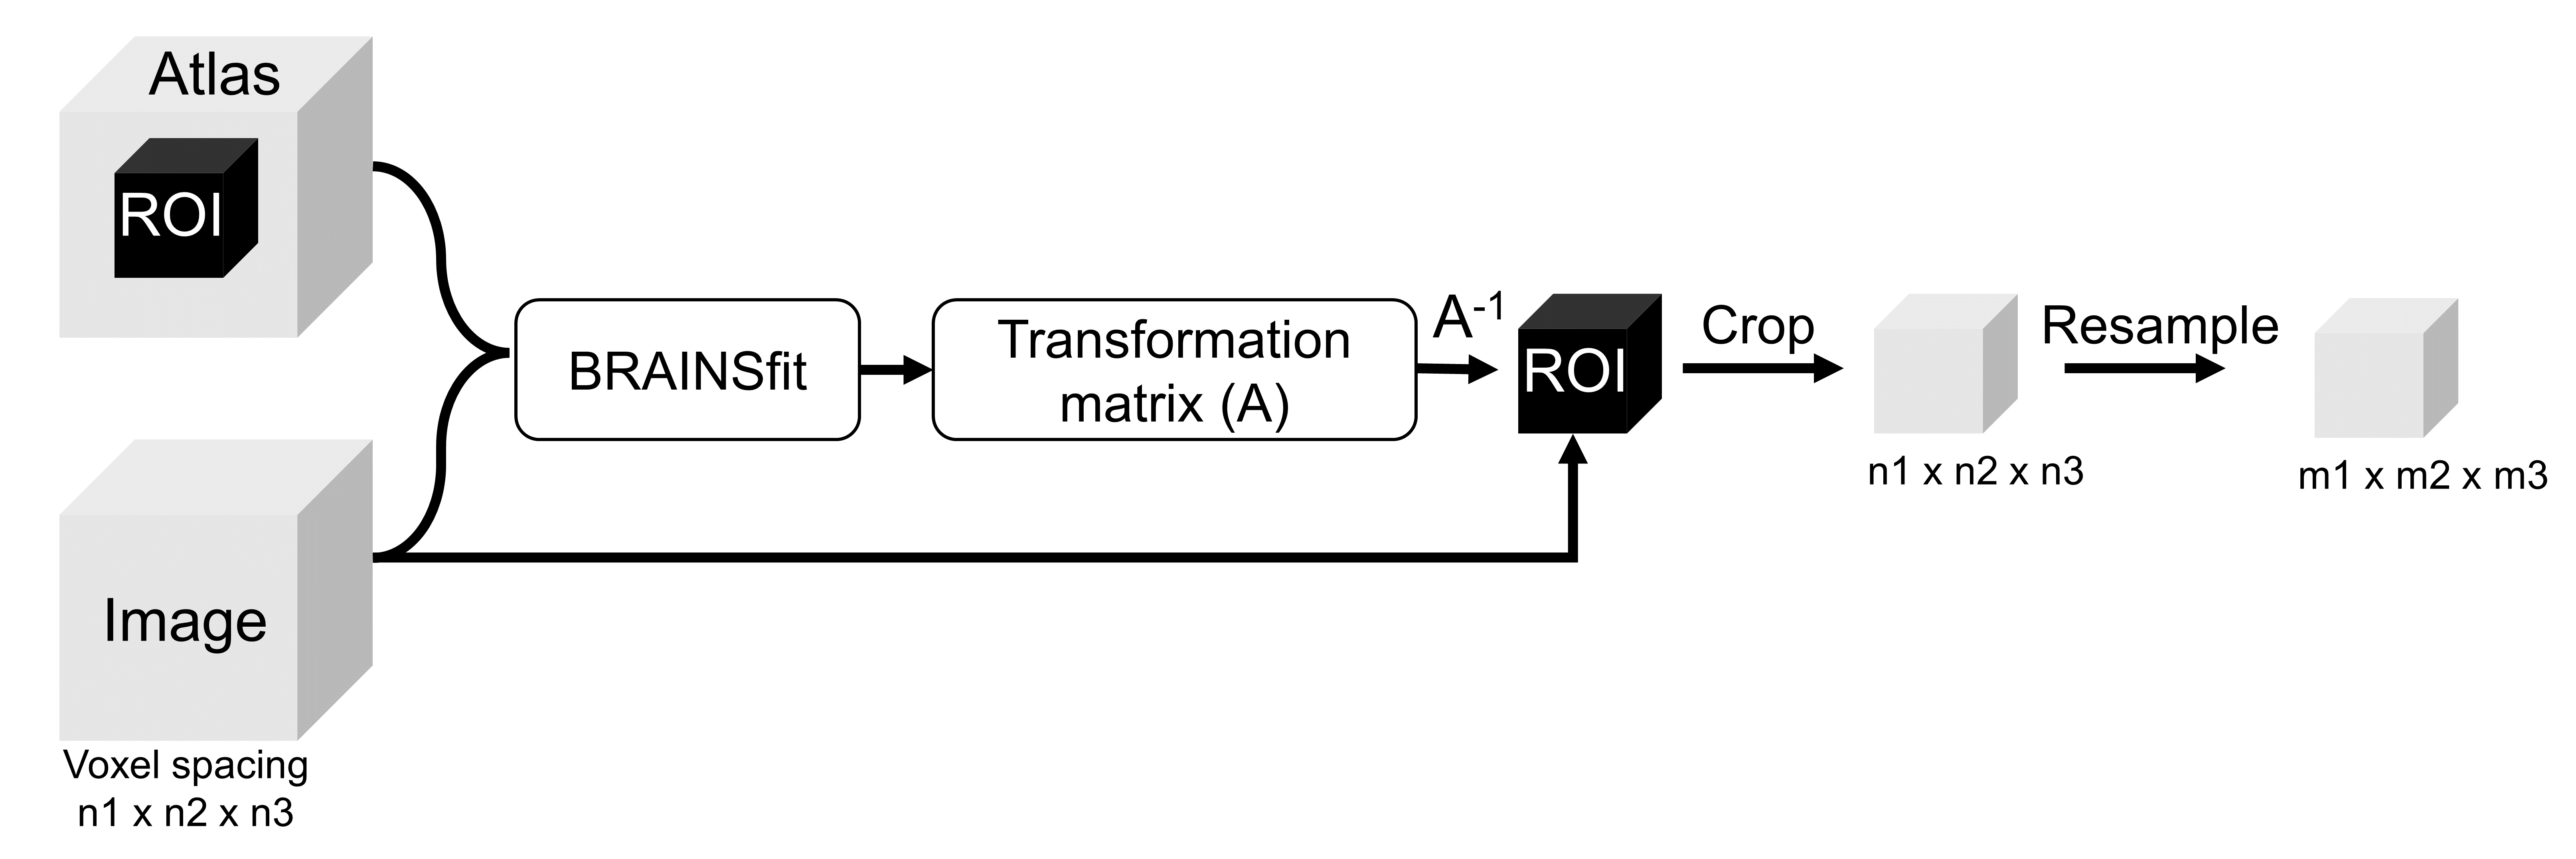 Atlas
ROI
Image
Voxel spacing
n1 x n2 x n3
BRAINSfit
Transformation
matrix (A)
A-1
ROI
Crop
n1 x n2 x n3
Resample
m1 x m2 x m3